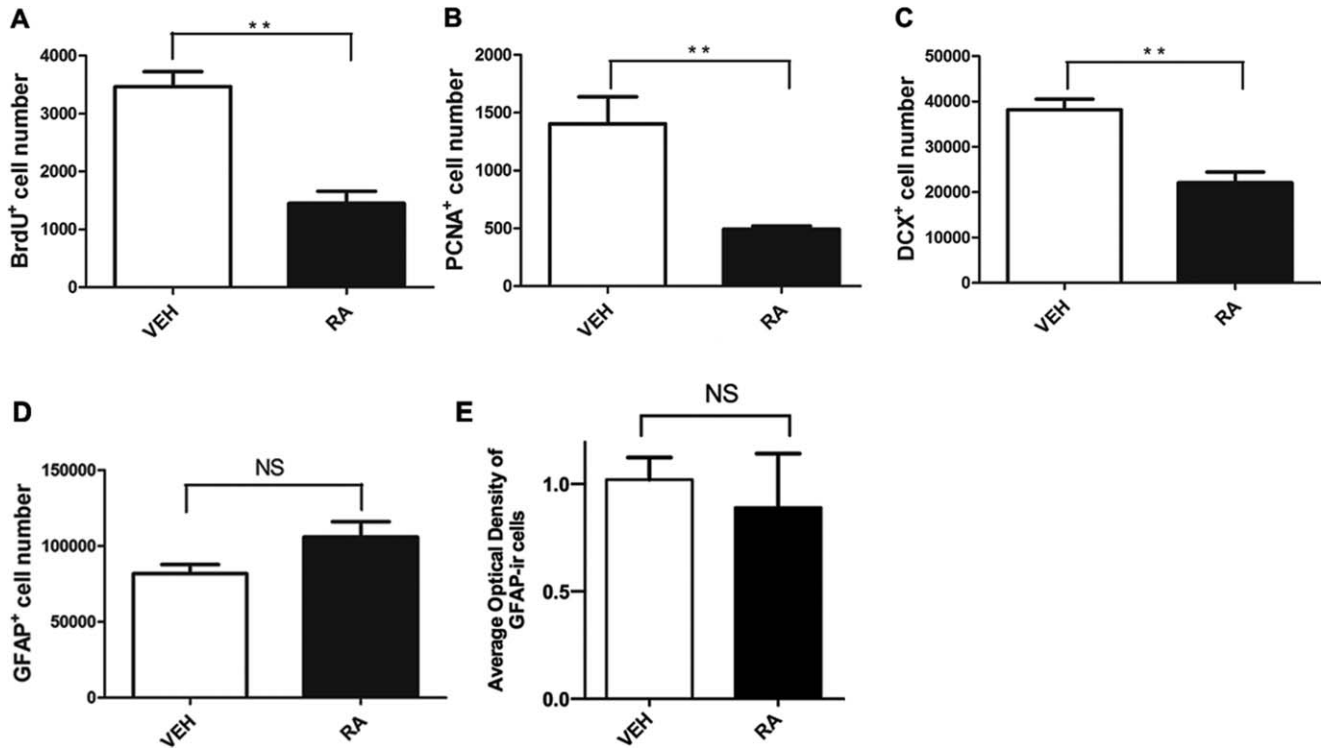 A
BrdU+ cell number
4000
3000
2000
1000
0
* *
VEH
RA
B
PCNA+ cell number
2000
1500
1000
500
0
* *
VEH
RA
C
DCX+ cell number
50000
40000
30000
20000
10000
0
* *
VEH
RA
D
GFAP+ cell number
150000
100000
50000
0
NS
VEH
RA
E
Average Optical Density of
GFAP-ir cells
1.0
0.5
0.0
NS
VEH
RA